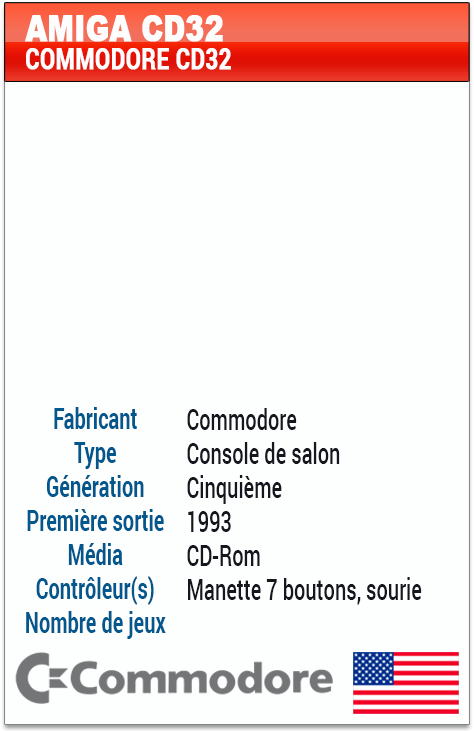 AMIGA CD32
COMMODORE CD32
Fabricant Commodore
Type Console de salon
Génération Cinquième
Première sortie 1993
Média CD-Rom
Contrôleur(s) Manette 7 boutons, sourie
Nombre de jeux
Commodore